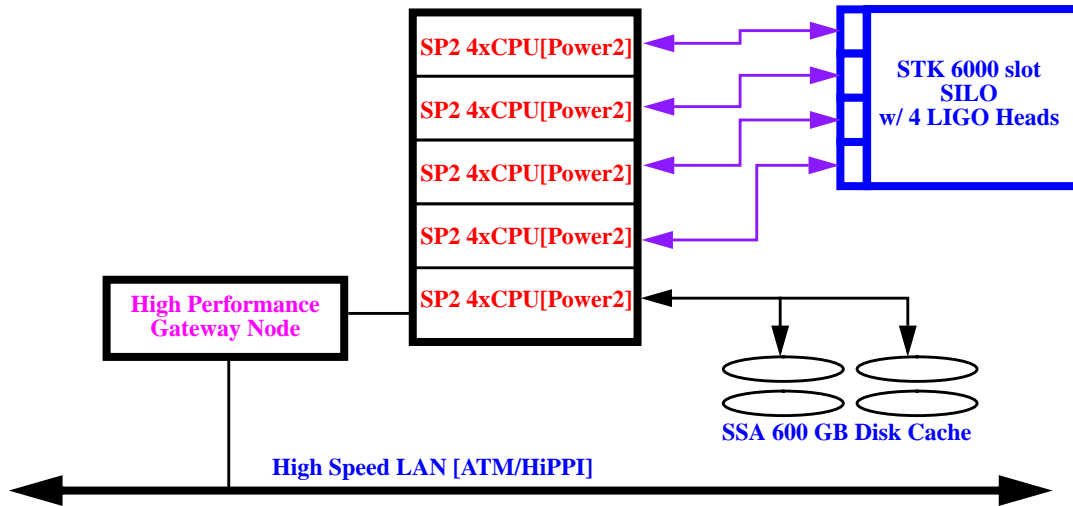 SP2 4xCPU[Power2]
SP2 4xCPU[Power2]
SP2 4xCPU[Power2]
SP2 4xCPU[Power2]
SP2 4xCPU[Power2]
STK 6000 slot
SILO
w/ 4 LIGO Heads
High Performance
Gateway Node
SSA 600 GB Disk Cache
High Speed LAN [ATM/HiPPI]